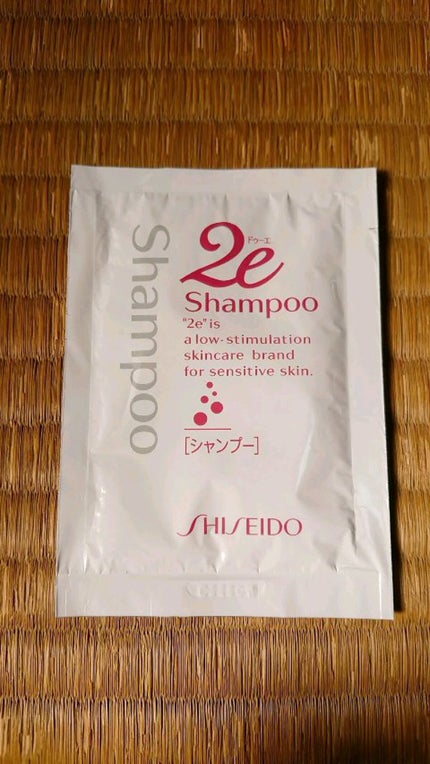 Shampoo
2e
ドゥーエ
Shampoo
"2e" is
a low-stimulation
skincare brand
for sensitive skin.
[シャンプー]
SHISEIDO